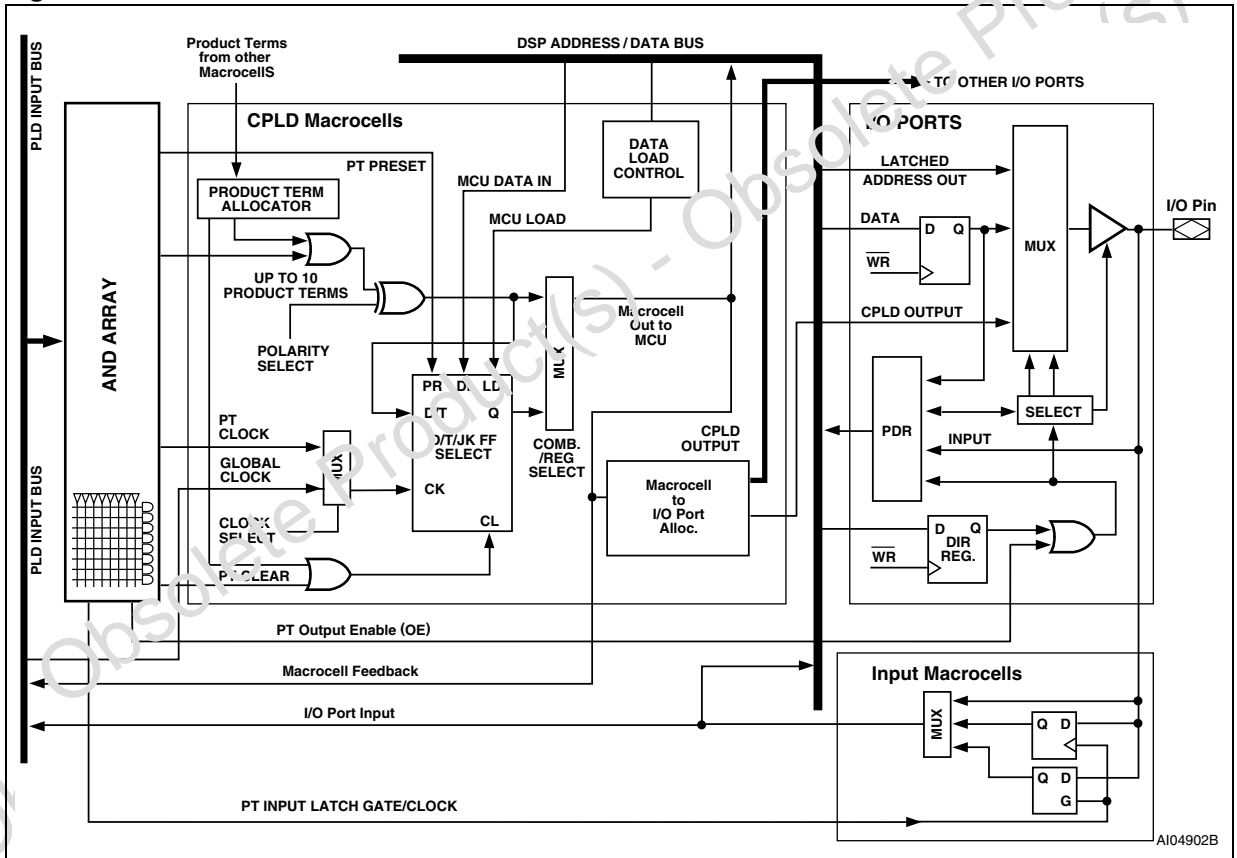 Product Terms
from other
MacrocellS
DSP ADDRESS / DATA BUS
TO OTHER I/O PORTS
PLD INPUT BUS
PLD INPUT BUS
AND ARRAY
CPLD Macrocells
PT PRESET
PRODUCT TERM
ALLOCATOR
MCU DATA IN
MCU LOAD
DATA
LOAD
CONTROL
UP TO 10
PRODUCT TERMS
POLARITY
SELECT
PT
CLOCK
GLOBAL
CLOCK
CLOCK
SELECT
PT CLEAR
MUX
PR DI LD
D/T Q
D/T/JK FF
SELECT
CK
CL
MUX
COMB.
/REG
SELECT
Macrocell
Out to
MCU
CPLD
OUTPUT
Macrocell
to
I/O Port
Alloc.
I/O PORTS
LATCHED
ADDRESS OUT
DATA
D Q
WR
MUX
I/O Pin
CPLD OUTPUT
PDR
SELECT
INPUT
D Q
DIR
REG.
WR
PT Output Enable (OE)
Macrocell Feedback
I/O Port Input
PT INPUT LATCH GATE/CLOCK
Input Macrocells
MUX
Q D
Q D
G
AI04902B
Obsolete Product(s) - Obsolete Product(s)